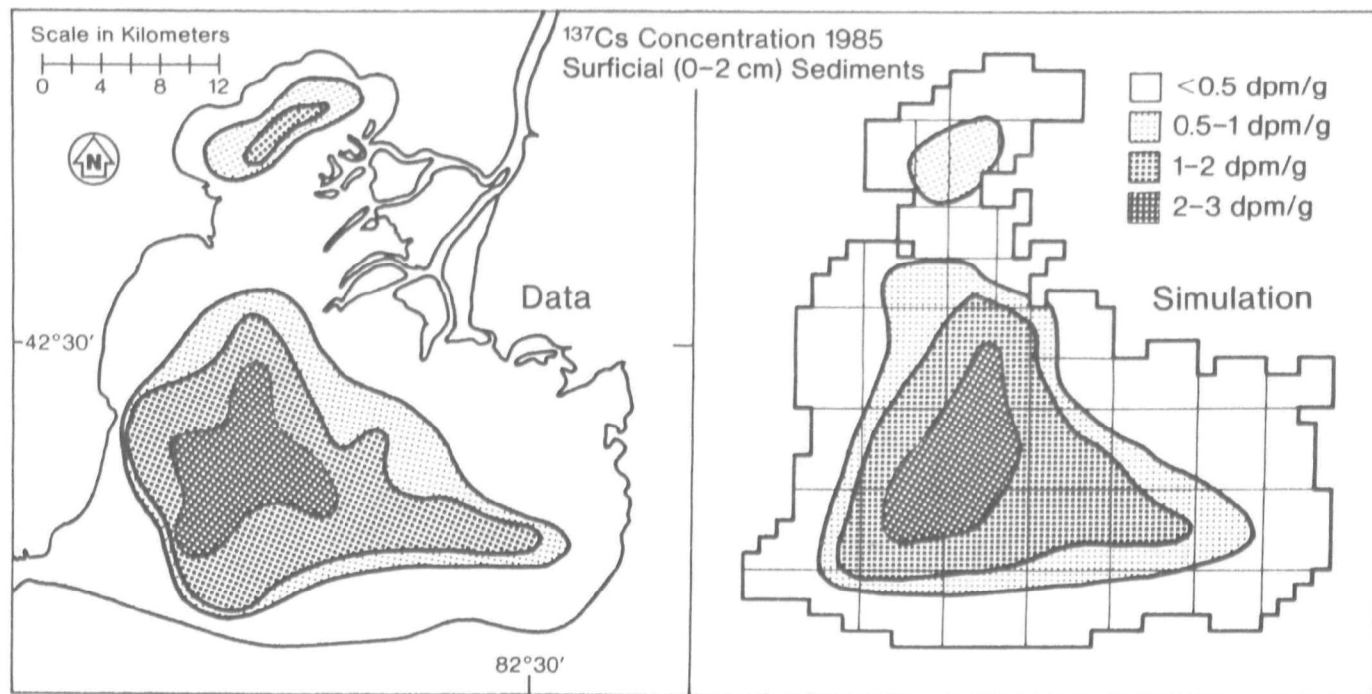 Scale in Kilometers
0 4 8 12
N
Data
42°30′
82°30′
¹³⁷Cs Concentration 1985
Surficial (0–2 cm) Sediments
<0.5 dpm/g
0.5–1 dpm/g
1–2 dpm/g
2–3 dpm/g
Simulation